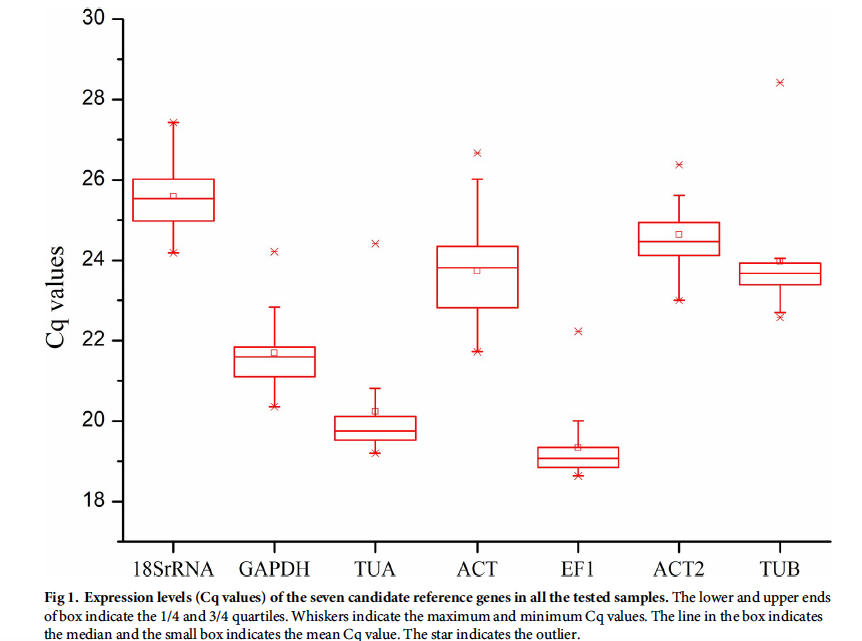 30
28
26
24
22
20
18
Cq values
18SrRNA GAPDH TUA ACT EF1 ACT2 TUB
Fig 1. Expression levels (Cq values) of the seven candidate reference genes in all the tested samples. The lower and upper ends
of box indicate the 1/4 and 3/4 quartiles. Whiskers indicate the maximum and minimum Cq values. The line in the box indicates
the median and the small box indicates the mean Cq value. The star indicates the outlier.